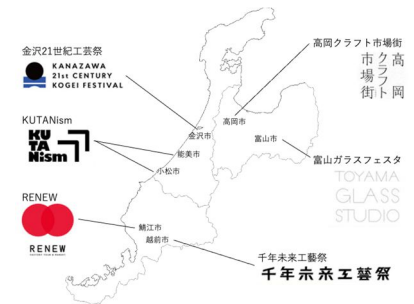 金沢21世紀工芸祭
KANAZAWA
21st CENTURY
KOGEI FESTIVAL
高岡クラフト市場街
高岡
クラフト
市場街
KUTANism
KU
TA
NISM
高岡市
金沢市
富山市
能美市
小松市
富山ガラスフェスタ
TOYAMA
GLASS
STUDIO
RENEW
RENEW
鯖江市
越前市
千年未来工藝祭
千年未来工藝祭